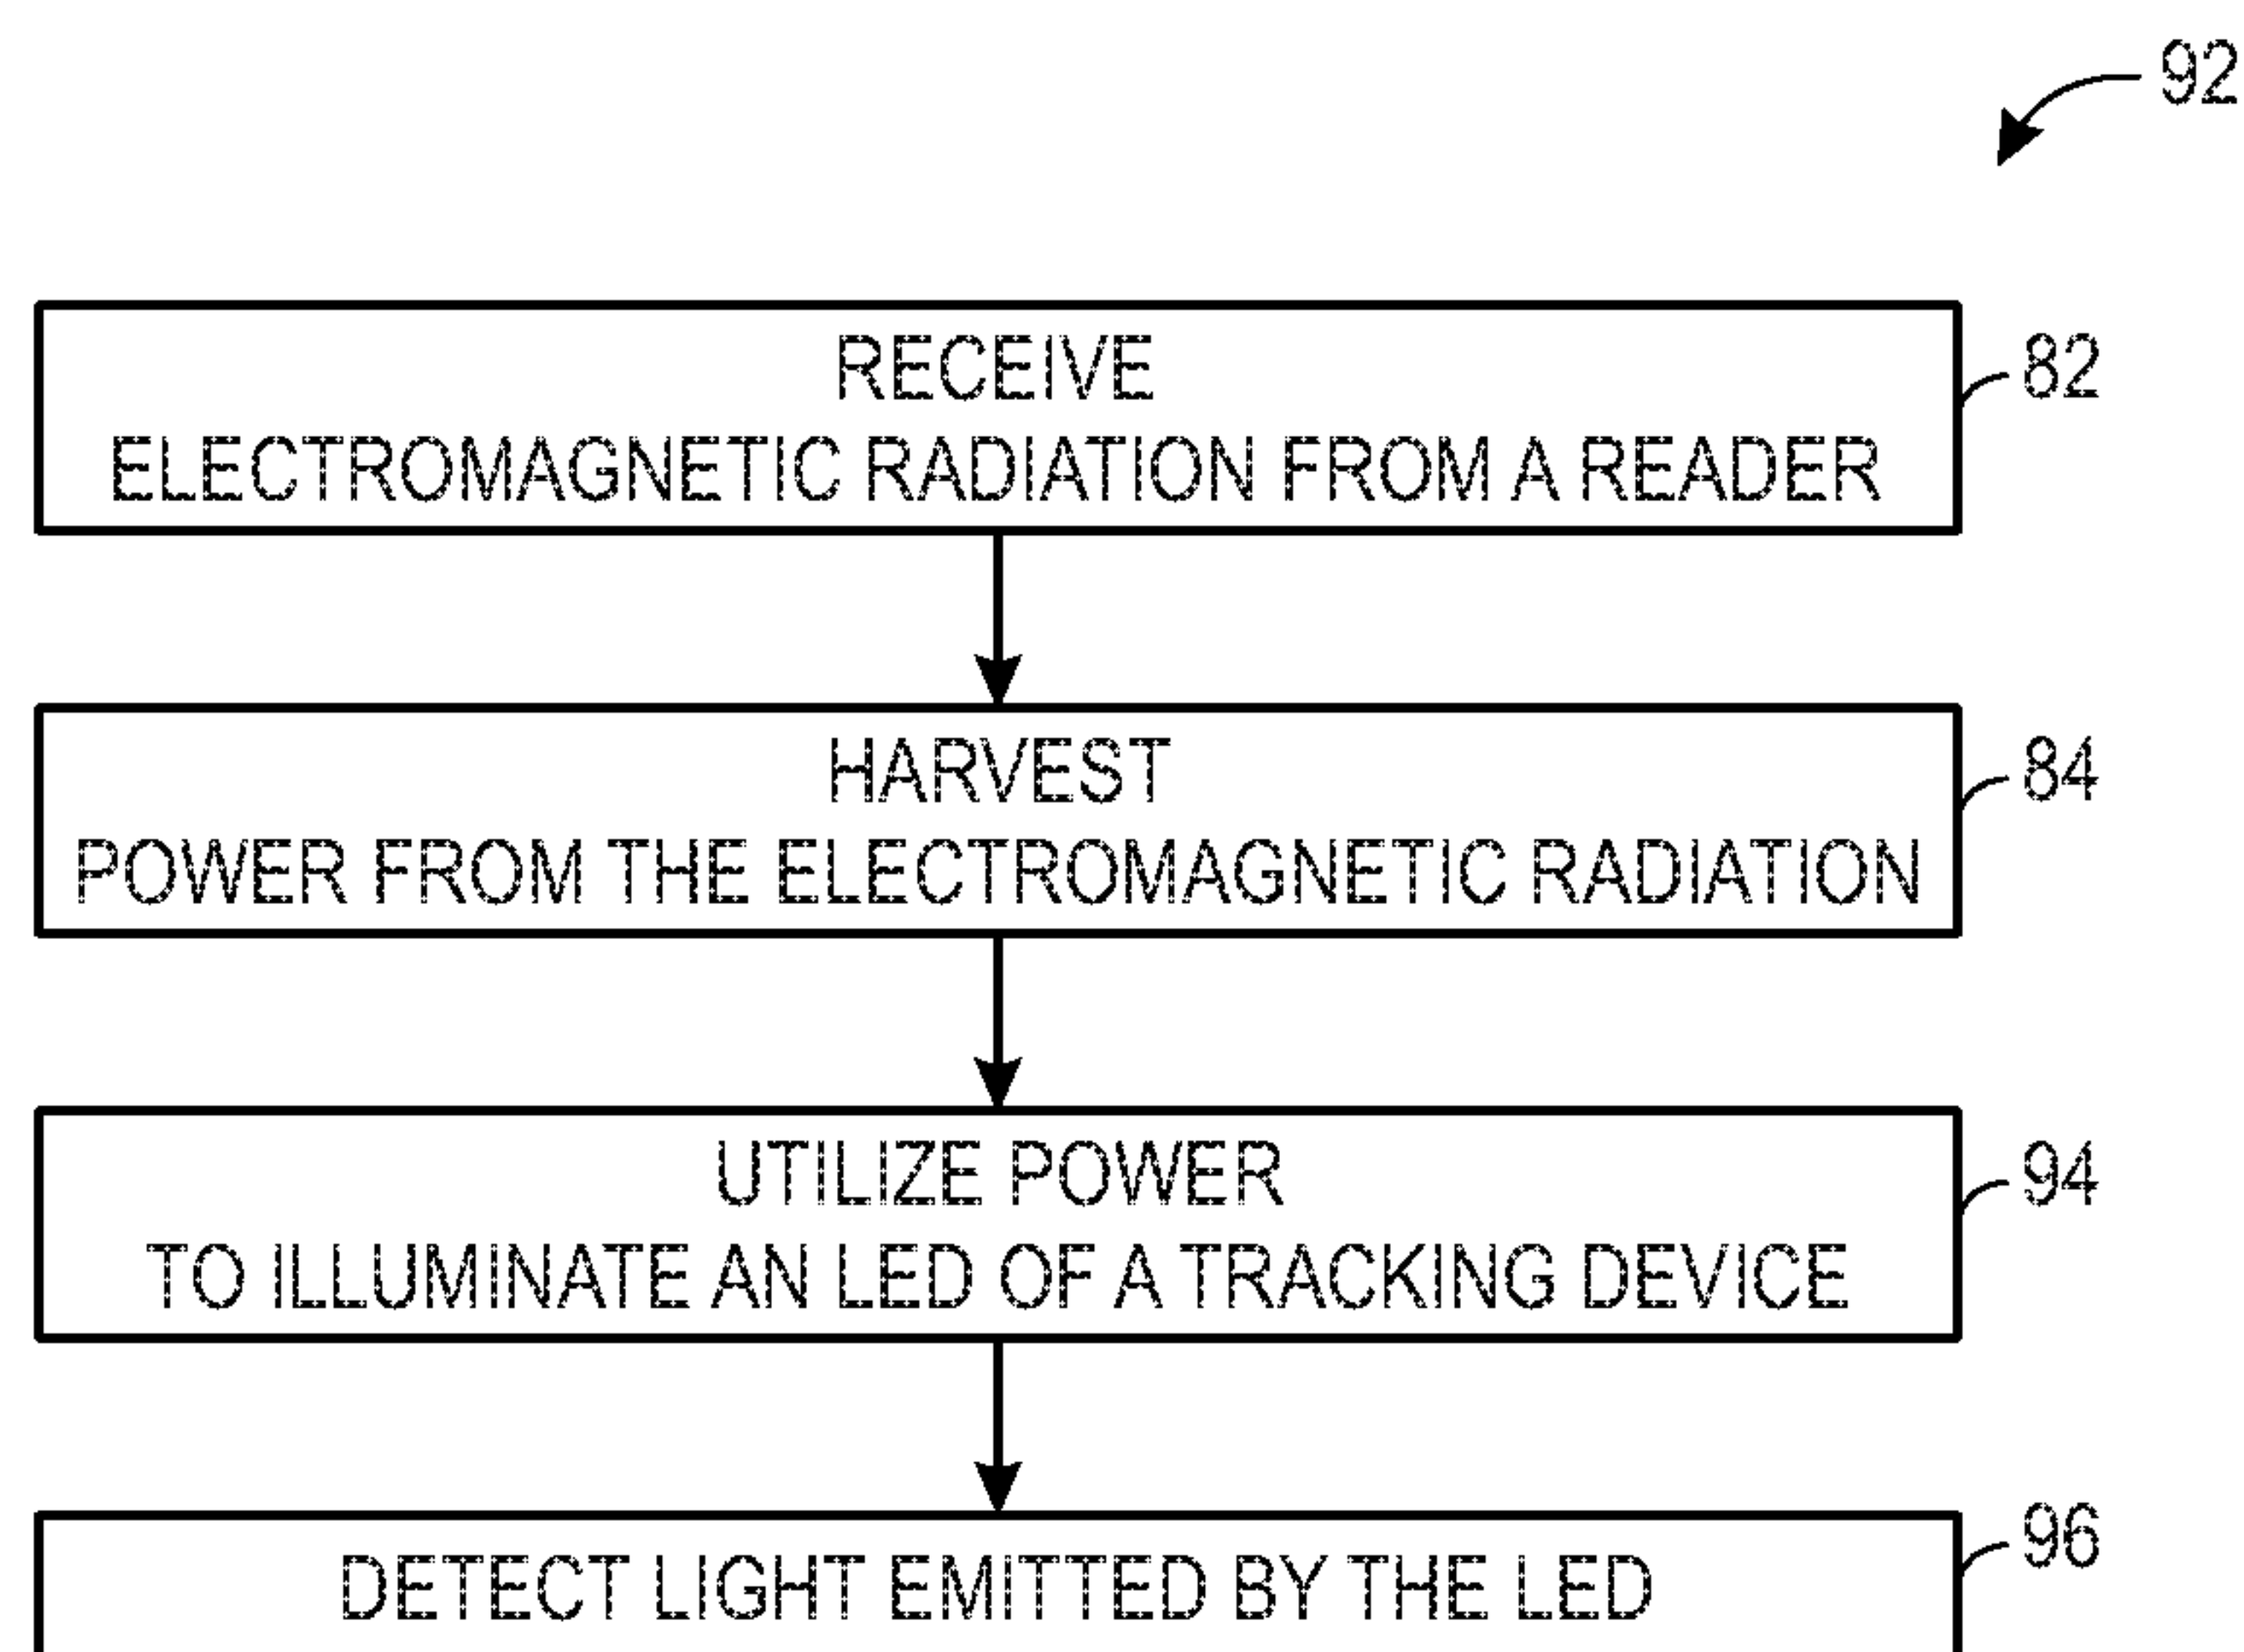 92
RECEIVE
ELECTROMAGNETIC RADIATION FROM A READER
82
HARVEST
POWER FROM THE ELECTROMAGNETIC RADIATION
84
UTILIZE POWER
TO ILLUMINATE AN LED OF A TRACKING DEVICE
94
DETECT LIGHT EMITTED BY THE LED
96